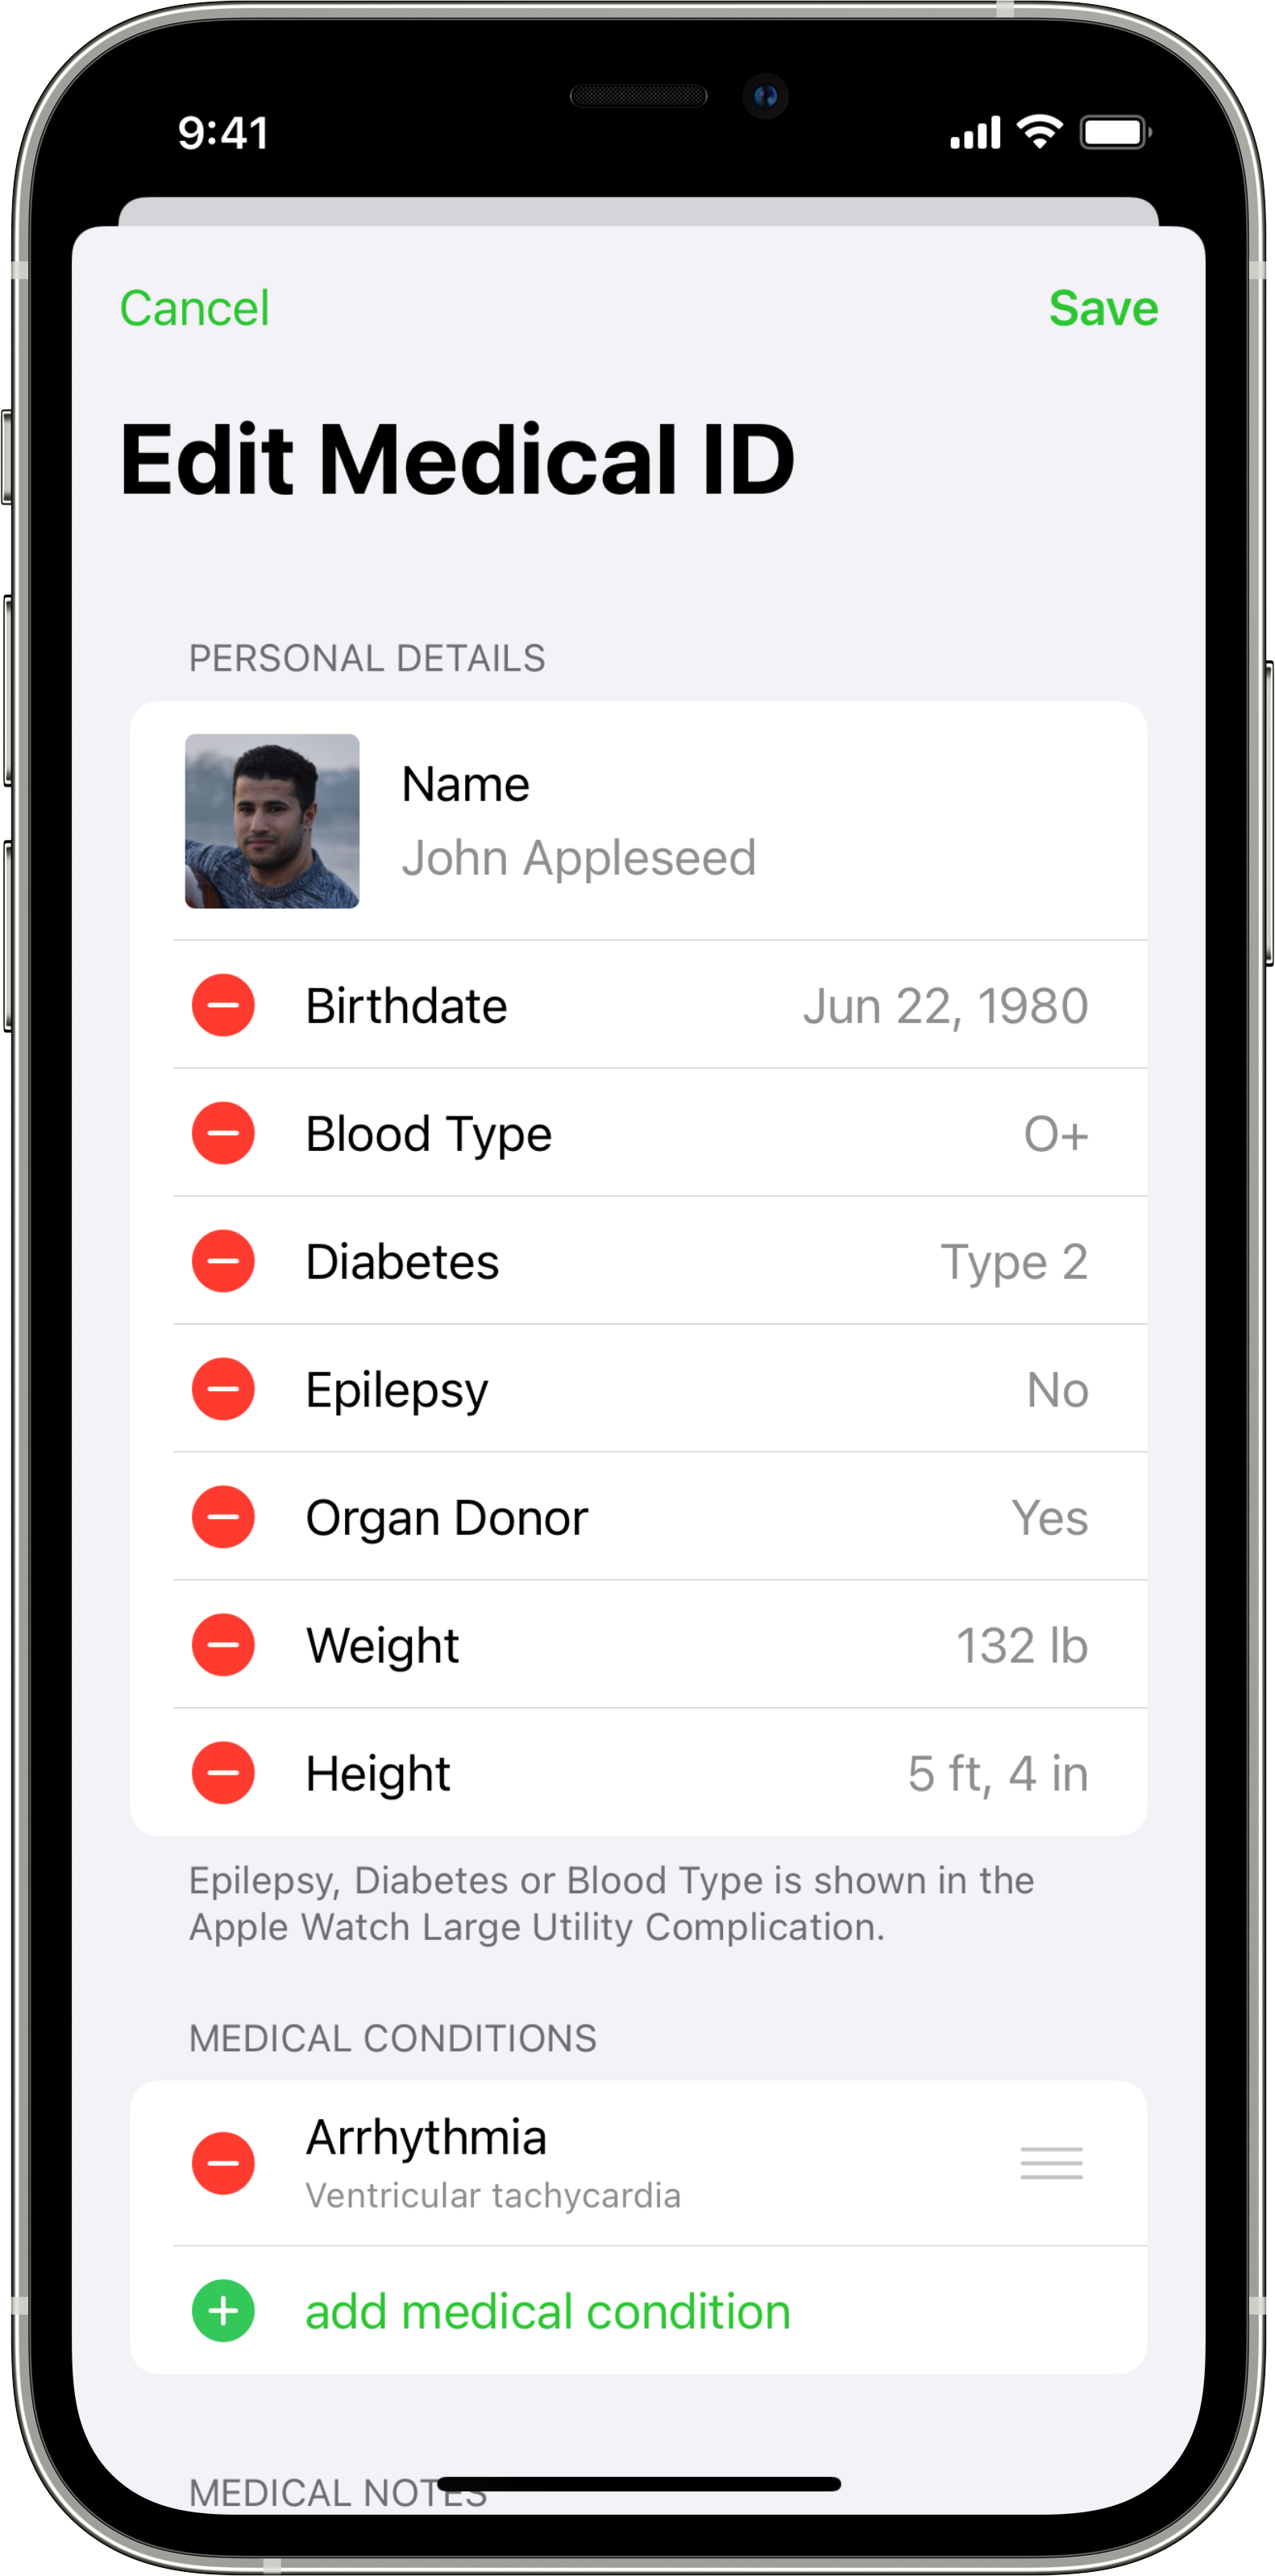 9:41
Cancel
Save
Edit Medical ID
PERSONAL DETAILS
Name
John Appleseed
Birthdate
Jun 22, 1980
Blood Type
O+
Diabetes
Type 2
Epilepsy
No
Organ Donor
Yes
Weight
132 lb
Height
5 ft, 4 in
Epilepsy, Diabetes or Blood Type is shown in the
Apple Watch Large Utility Complication.
MEDICAL CONDITIONS
Arrhythmia
Ventricular tachycardia
add medical condition
MEDICAL NOTES